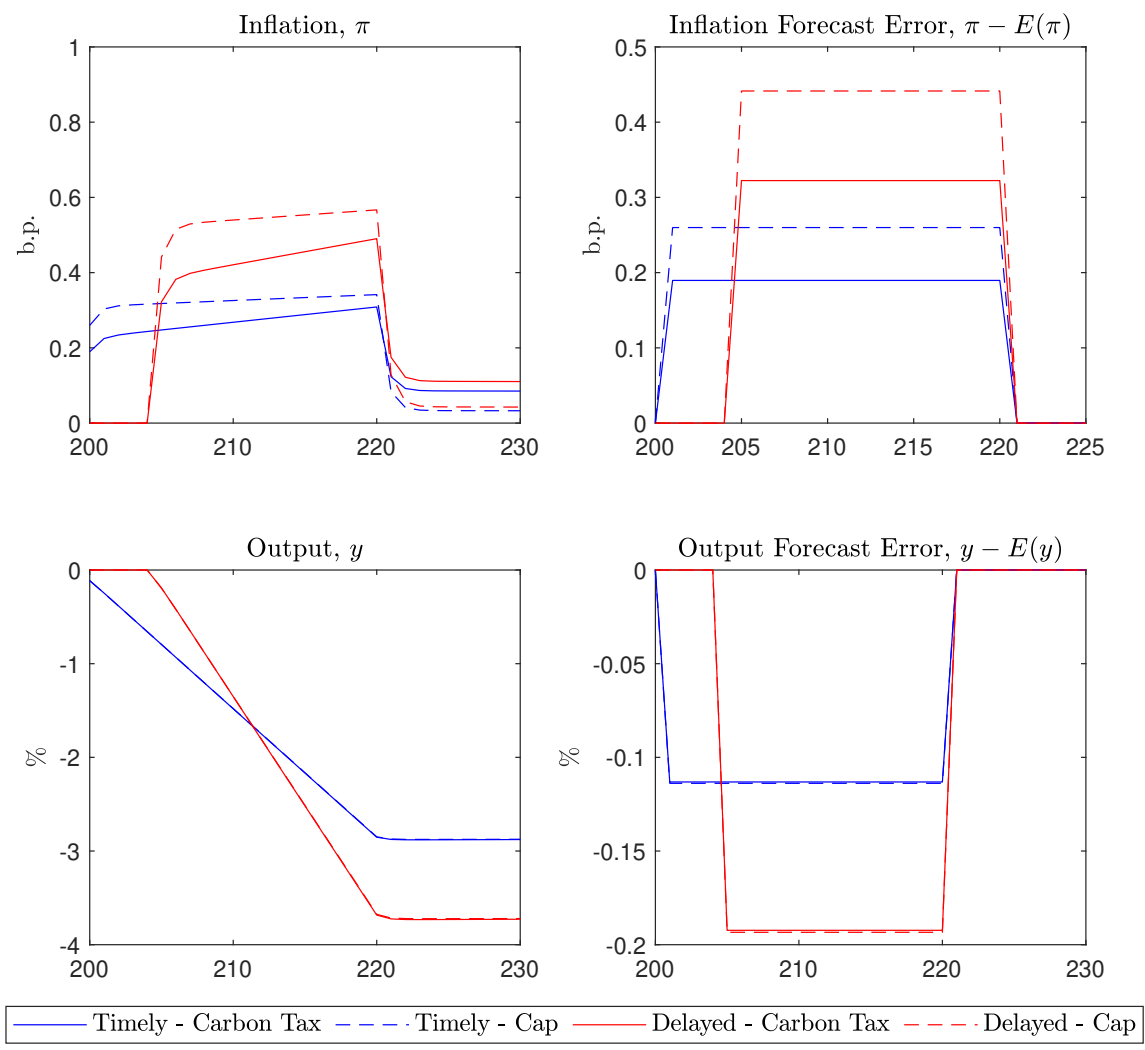 Inflation, π
1
0.8
0.6
0.4
0.2
0
b.p.
200 210 220 230
Inflation Forecast Error, π − E(π)
0.5
0.4
0.3
0.2
0.1
0
b.p.
200 205 210 215 220 225
Output, y
0
-1
-2
-3
-4
%
200 210 220 230
Output Forecast Error, y − E(y)
0
-0.05
-0.1
-0.15
-0.2
%
200 210 220 230
Timely - Carbon Tax Timely - Cap Delayed - Carbon Tax Delayed - Cap